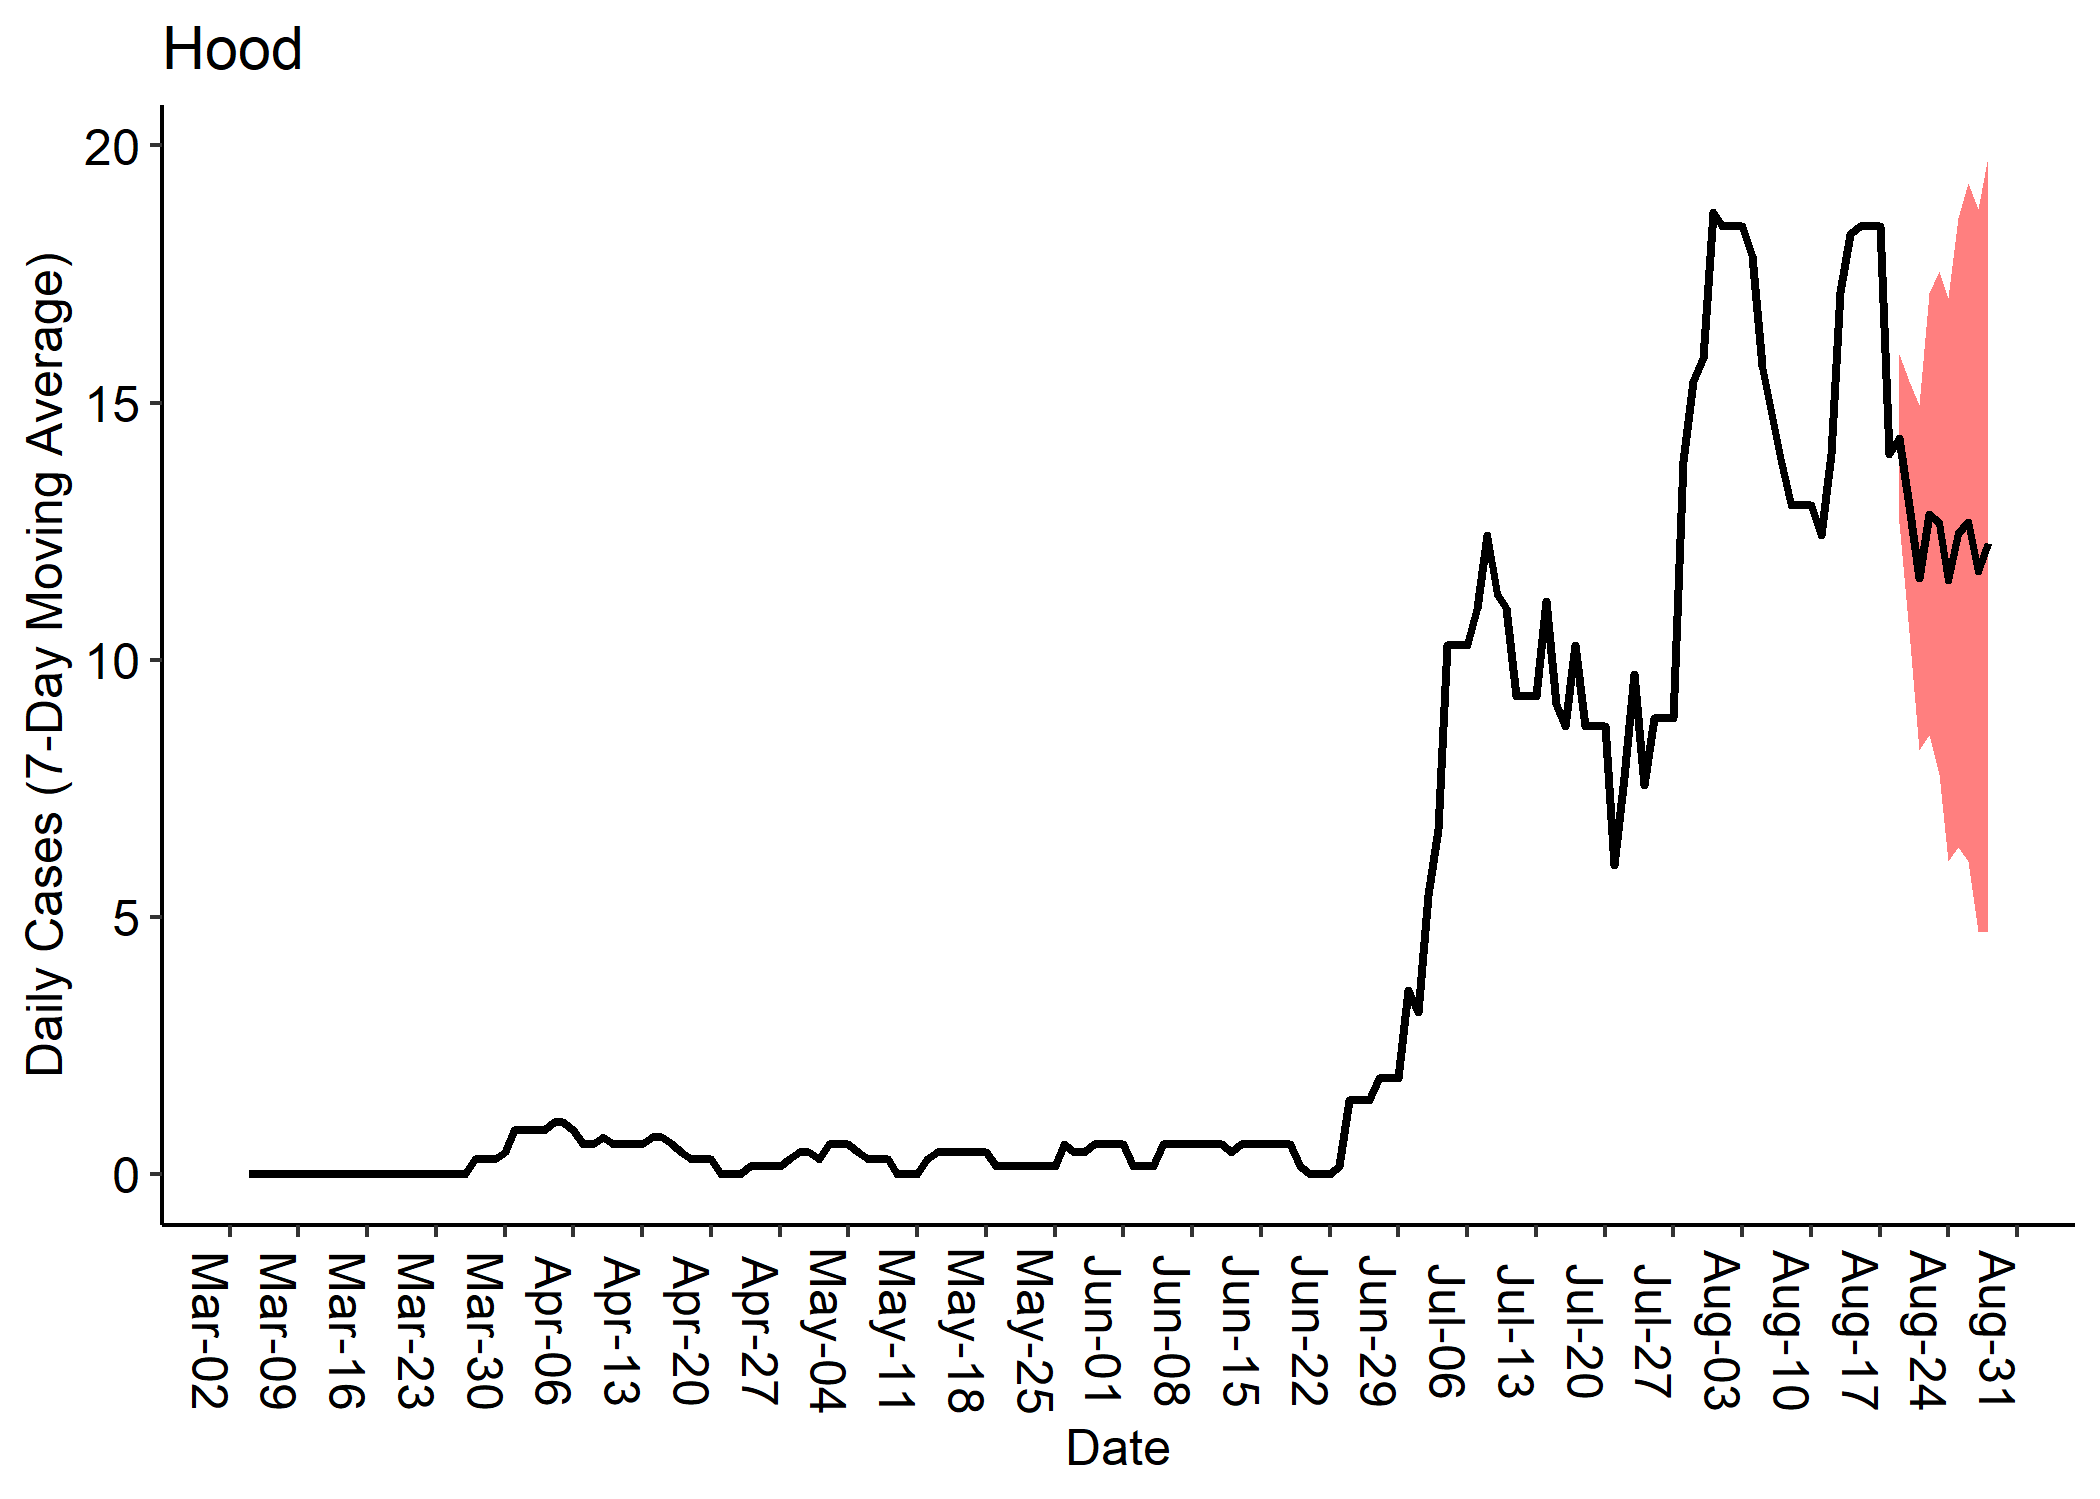 Hood
Daily Cases (7-Day Moving Average)
20
15
10
5
0
Mar-02
Mar-09
Mar-16
Mar-23
Mar-30
Apr-06
Apr-13
Apr-20
Apr-27
May-04
May-11
May-18
May-25
Jun-01
Jun-08
Jun-15
Jun-22
Jun-29
Jul-06
Jul-13
Jul-20
Jul-27
Aug-03
Aug-10
Aug-17
Aug-24
Aug-31
Date